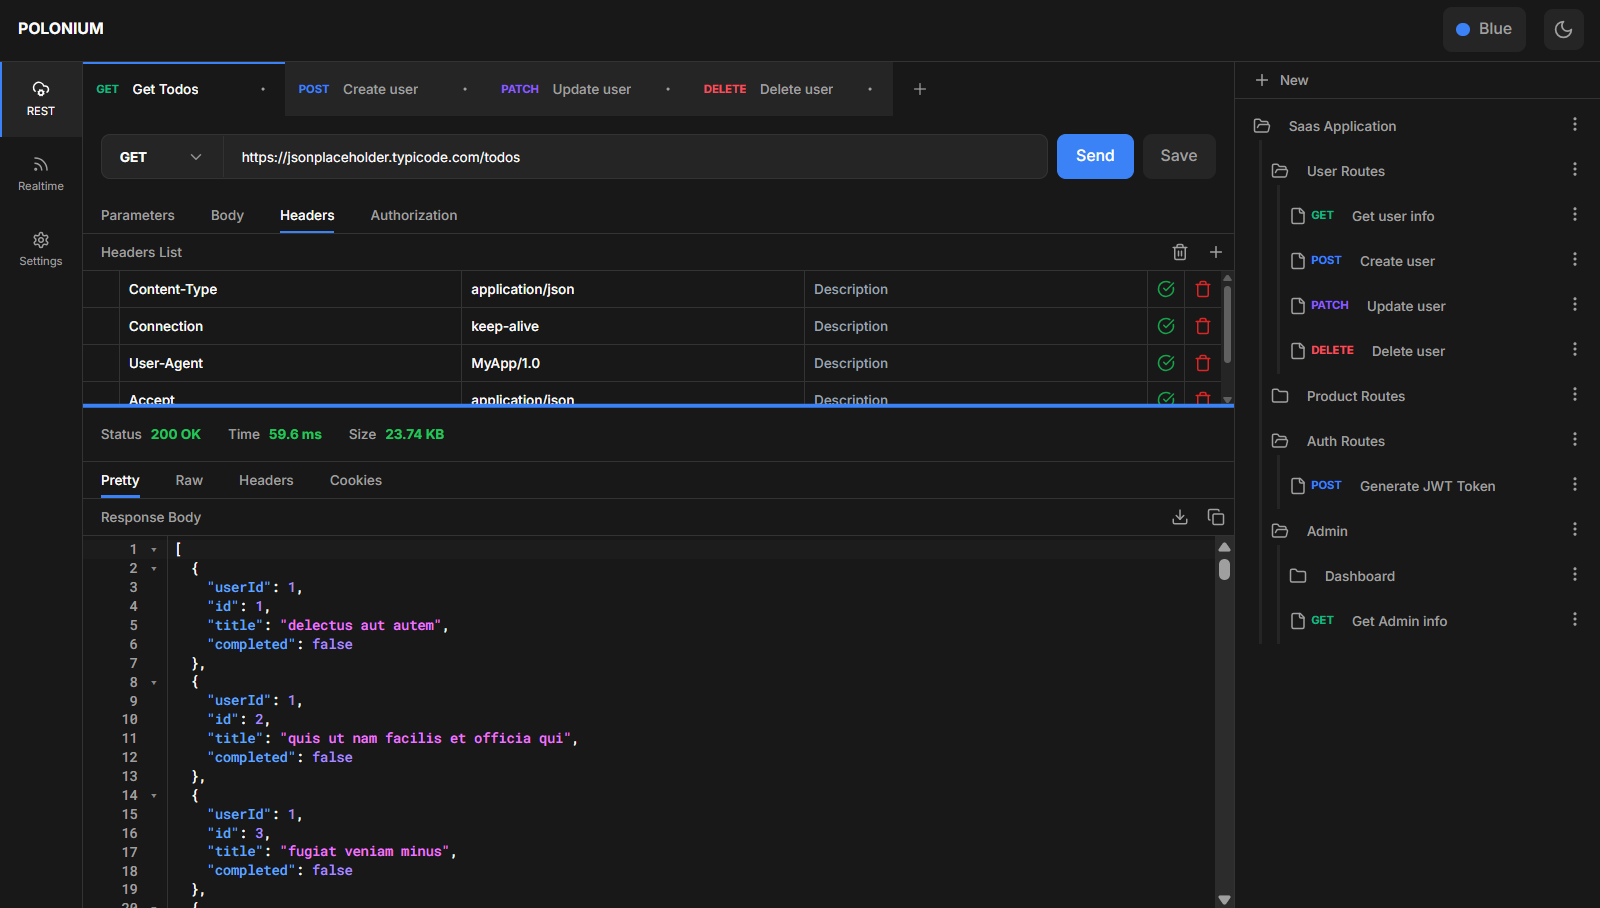 POLONIUM
Blue
REST
Realtime
Settings
GET Get Todos •
POST Create user •
PATCH Update user •
DELETE Delete user •
GET
https://jsonplaceholder.typicode.com/todos
Send
Save
Parameters Body Headers Authorization
Headers List
Content-Type application/json Description
Connection keep-alive Description
User-Agent MyApp/1.0 Description
Accept application/json Description
Status 200 OK Time 59.6 ms Size 23.74 KB
Pretty Raw Headers Cookies
Response Body
1 [
2 {
3 "userId": 1,
4 "id": 1,
5 "title": "delectus aut autem",
6 "completed": false
7 },
8 {
9 "userId": 1,
10 "id": 2,
11 "title": "quis ut nam facilis et officia qui",
12 "completed": false
13 },
14 {
15 "userId": 1,
16 "id": 3,
17 "title": "fugiat veniam minus",
18 "completed": false
19 },
20 {
New
Saas Application
User Routes
GET Get user info
POST Create user
PATCH Update user
DELETE Delete user
Product Routes
Auth Routes
POST Generate JWT Token
Admin
Dashboard
GET Get Admin info